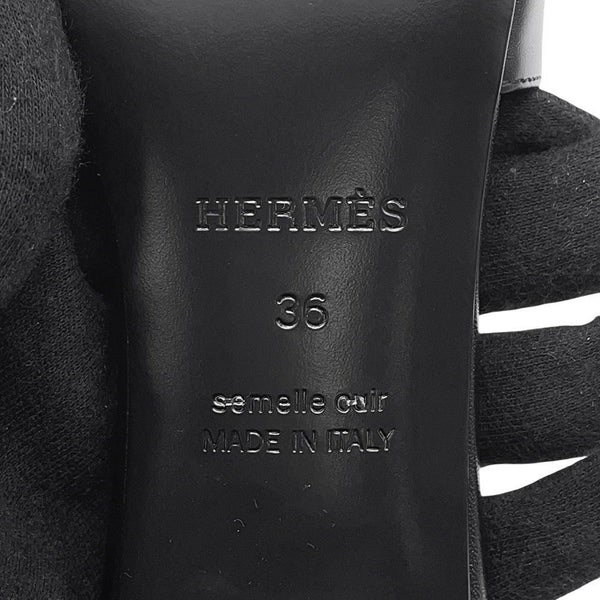 HERMÈS
36
semelle cuir
MADE IN ITALY